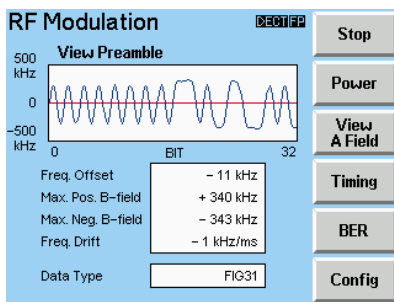 RF Modulation DECT FP
View Preamble
500
kHz
0
-500
kHz
0 BIT 32
Freq. Offset - 11 kHz
Max. Pos. B-field + 340 kHz
Max. Neg. B-field - 343 kHz
Freq. Drift - 1 kHz/ms
Data Type FIG31
Stop
Power
View
A Field
Timing
BER
Config